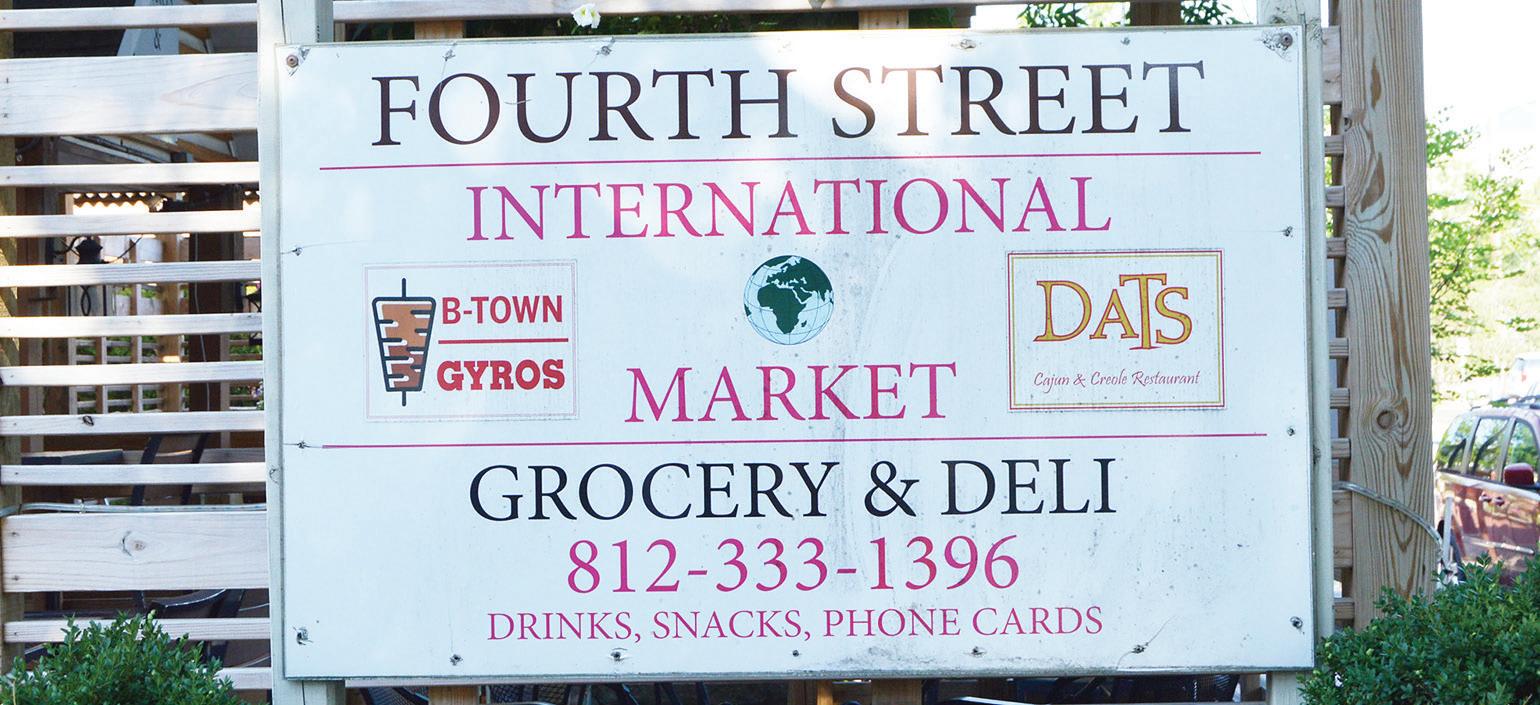 FOURTH STREET
INTERNATIONAL
B-TOWN
GYROS
DATS
Cajun & Creole Restaurant
MARKET
GROCERY & DELI
812-333-1396
DRINKS, SNACKS, PHONE CARDS